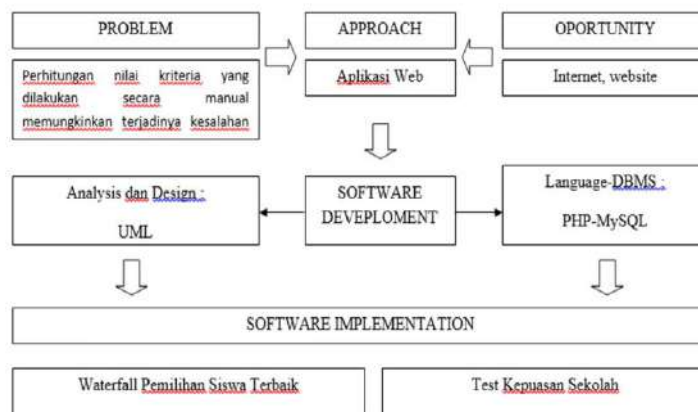 PROBLEM
APPROACH
OPORTUNITY
Perhitungan nilai kriteria yang
dilakukan secara manual
memungkinkan terjadinya kesalahan
Aplikasi Web
Internet, website
Analysis dan Design :
UML
SOFTWARE
DEVEPLOMENT
Language-DBMS :
PHP-MySQL
SOFTWARE IMPLEMENTATION
Waterfall Pemilihan Siswa Terbaik
Test Kepuasan Sekolah